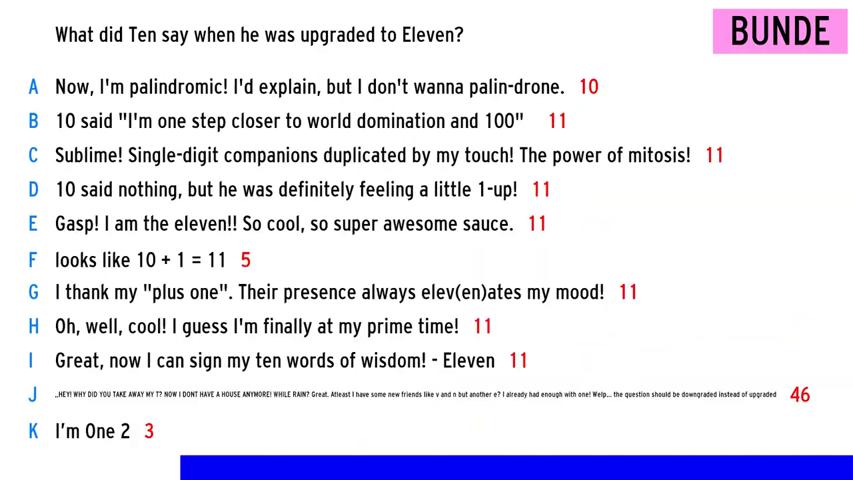 What did Ten say when he was upgraded to Eleven?
BUNDE
A Now, I'm palindromic! I'd explain, but I don't wanna palin-drone. 10
B 10 said "I'm one step closer to world domination and 100" 11
C Sublime! Single-digit companions duplicated by my touch! The power of mitosis! 11
D 10 said nothing, but he was definitely feeling a little 1-up! 11
E Gasp! I am the eleven!! So cool, so super awesome sauce. 11
F looks like 10 + 1 = 11 5
G I thank my "plus one". Their presence always elev(en)ates my mood! 11
H Oh, well, cool! I guess I'm finally at my prime time! 11
I Great, now I can sign my ten words of wisdom! - Eleven 11
J ,,HEY! WHY DID YOU TAKE AWAY MY T? NOW I DONT HAVE A HOUSE ANYMORE! WHILE RAIN? Great. Atleast I have some new friends like v and n but another e? I already had enough with one! Welp... the question should be downgraded instead of upgraded 46
K I’m One 2 3